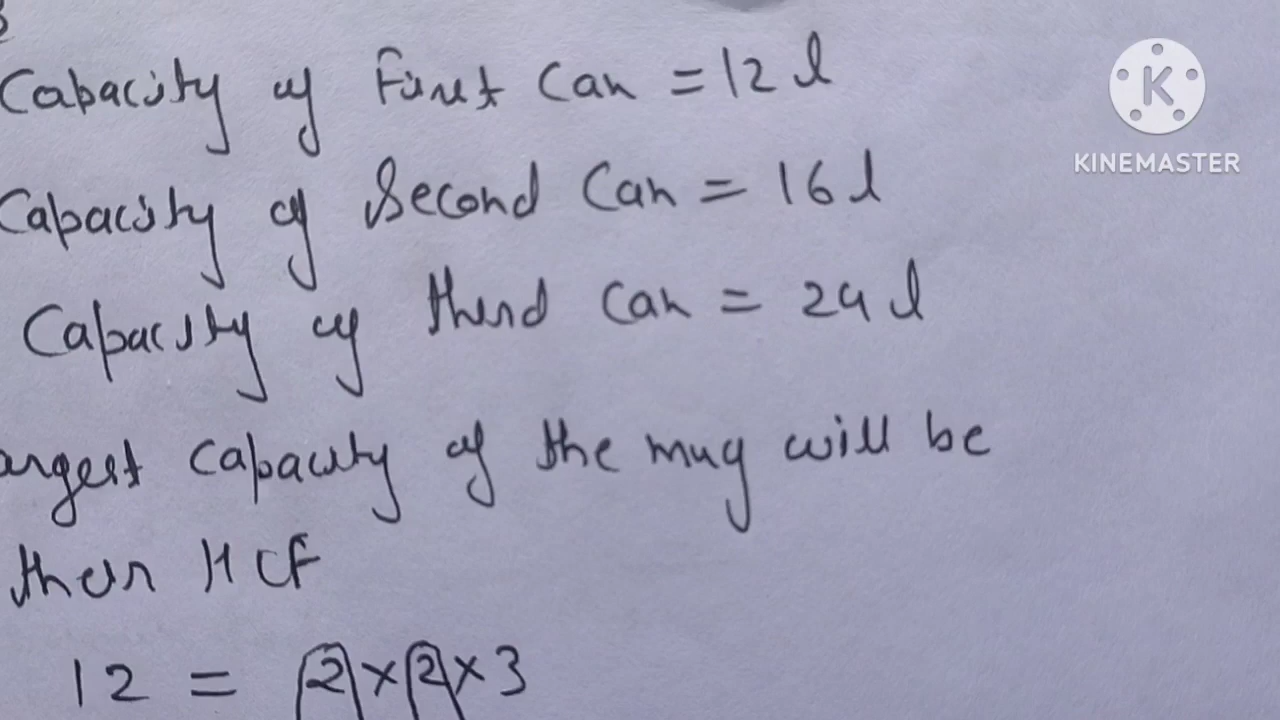 Capacity of First Can = 12 l
KINEMASTER
Capacity of Second Can = 16 l
Capacity of third Can = 24 l
argest capacity of the mug will be
their HCF
12 = 2 × 2 × 3